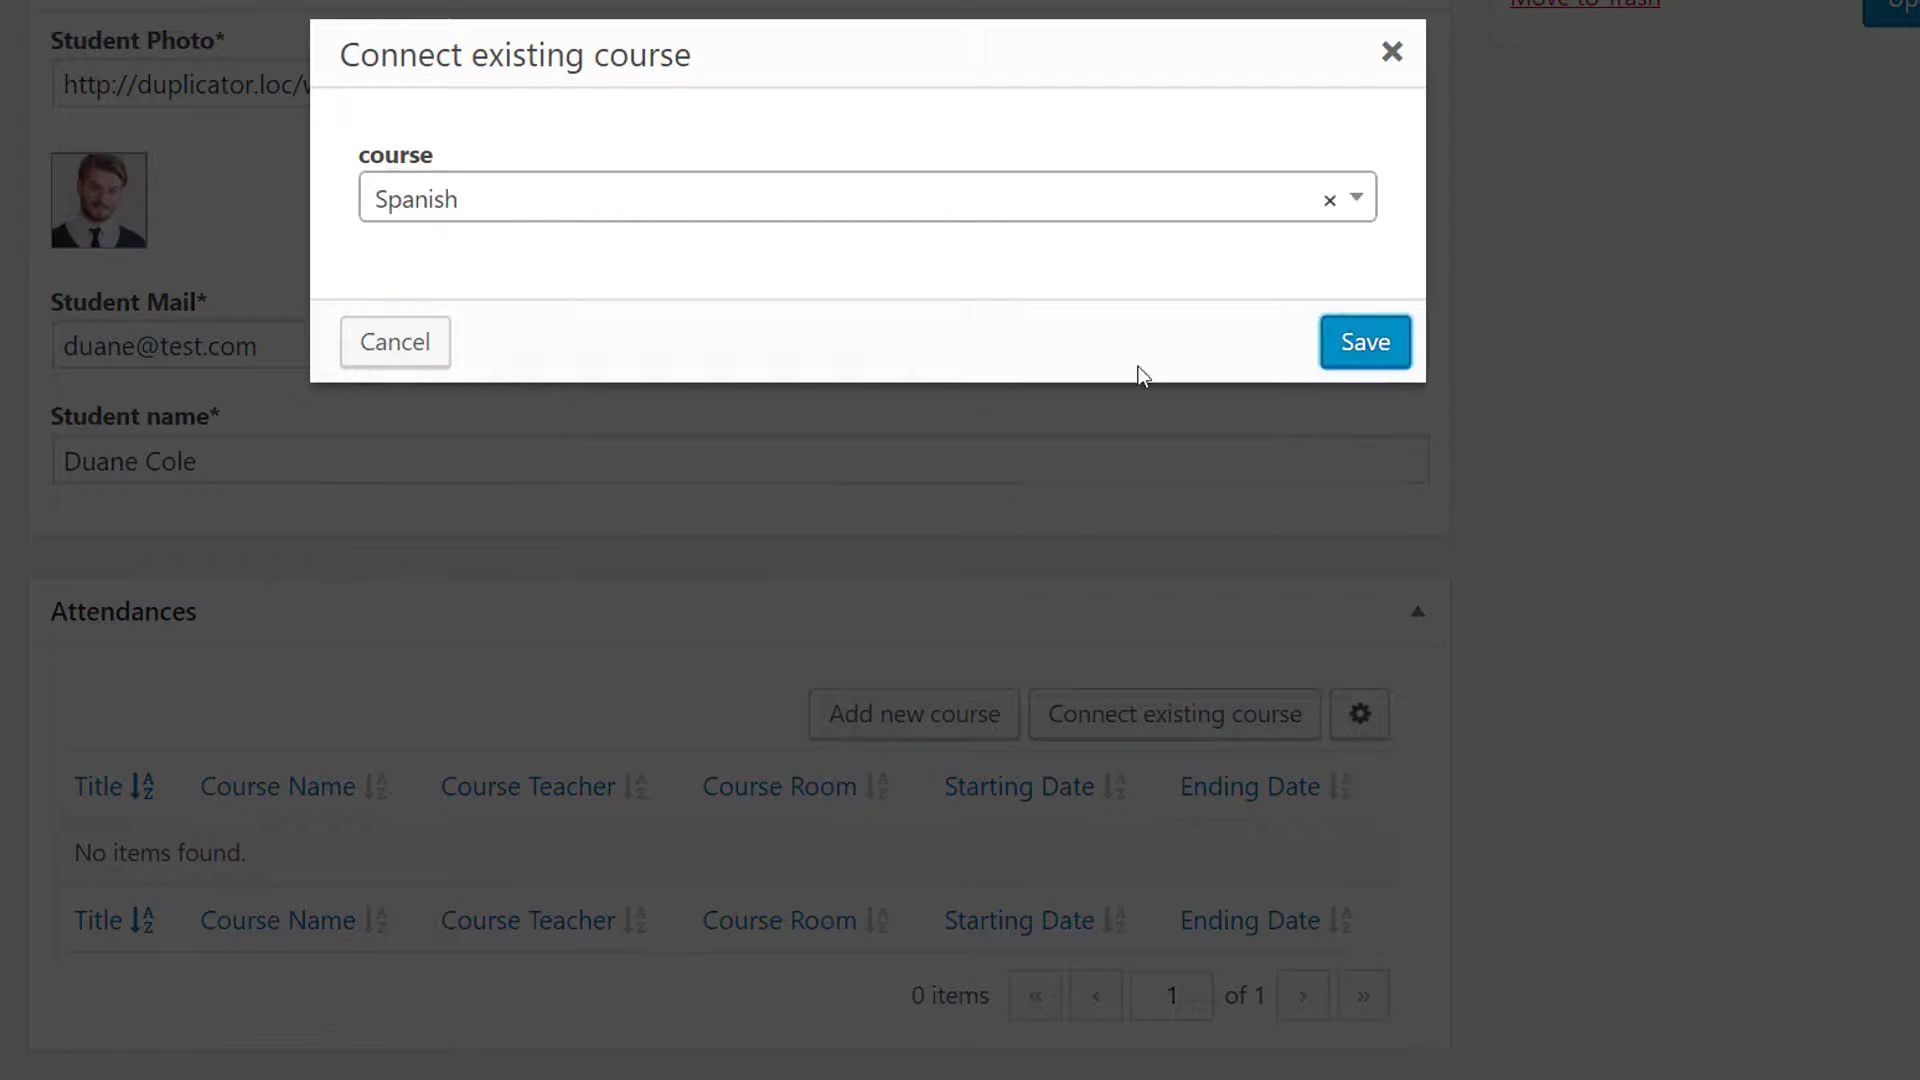 Move to Trash
Student Photo*
Connect existing course
http://duplicator.loc/
course
Spanish
Student Mail*
duane@test.com
Cancel
Save
Student name*
Duane Cole
Attendances
Add new course
Connect existing course
Title Course Name Course Teacher Course Room Starting Date Ending Date
No items found.
Title Course Name Course Teacher Course Room Starting Date Ending Date
0 items « ‹ 1 of 1 › »